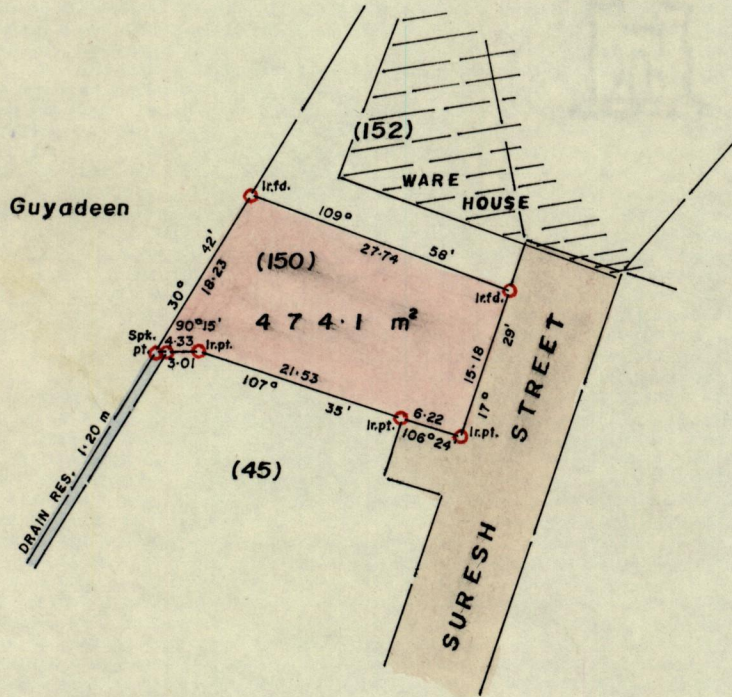 (152)
WARE
HOUSE
Guyadeen
Ir.fd.
109° 58'
27·74
30° 42'
18·23
(150)
474·1 m²
Ir.fd.
90°15'
Spk.
pt.
4·33
3·01
Ir.pt.
21·53
107° 35'
15·18
17° 29'
6·22
Ir.pt.
106°24'
Ir.pt.
(45)
DRAIN RES. 1·20 m
SURESH STREET